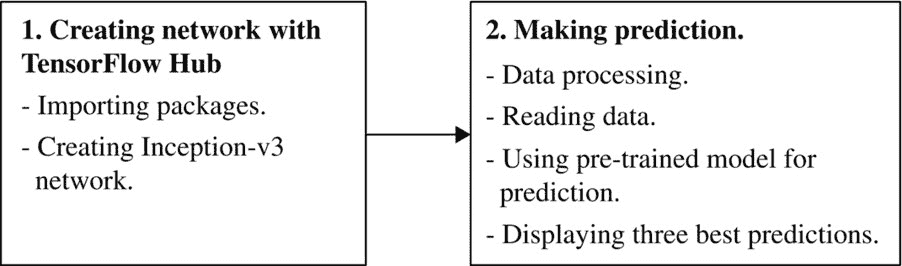 1. Creating network with
TensorFlow Hub
- Importing packages.
- Creating Inception-v3
network.
2. Making prediction.
- Data processing.
- Reading data.
- Using pre-trained model for
prediction.
- Displaying three best predictions.